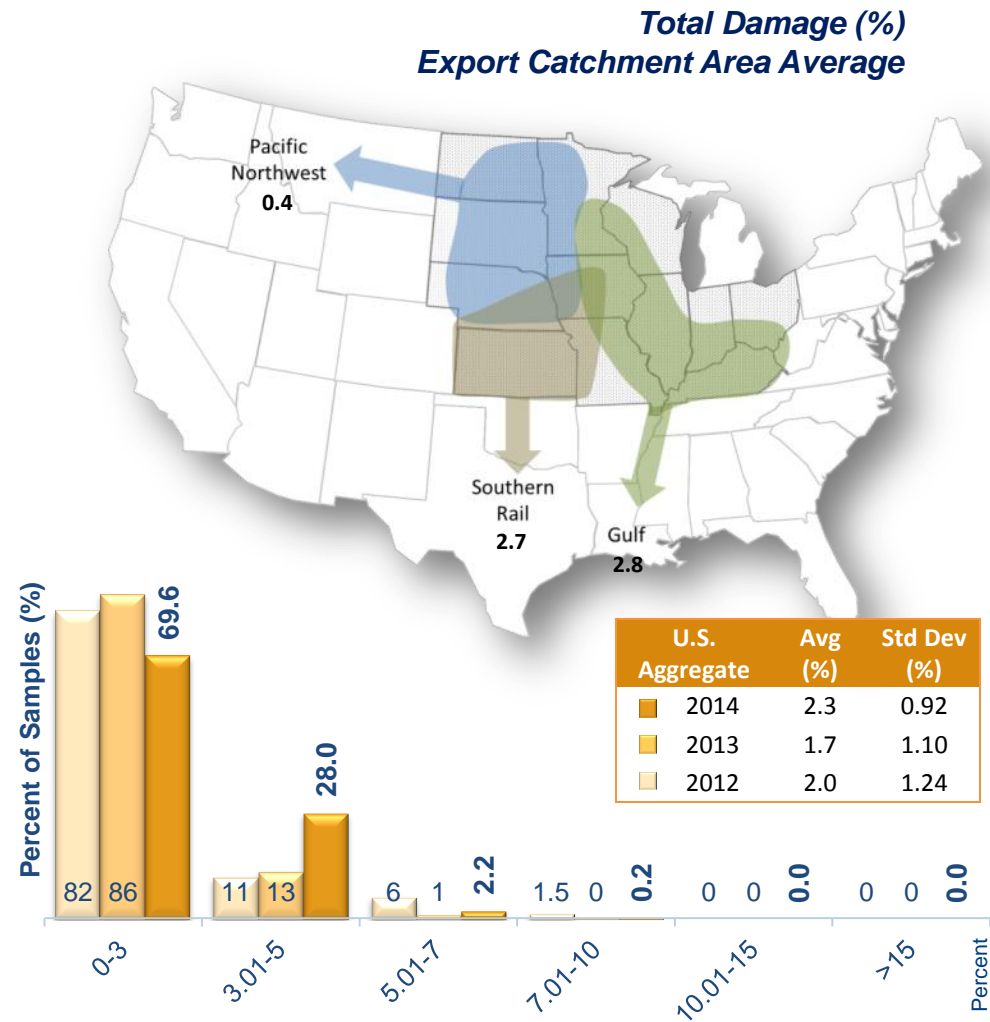 Total Damage (%)
Export Catchment Area Average
Pacific
Northwest
0.4
Southern
Rail
2.7
Gulf
2.8
U.S.
Aggregate
Avg
(%)
Std Dev
(%)
2014 2.3 0.92
2013 1.7 1.10
2012 2.0 1.24
Percent of Samples (%)
82 86 69.6
11 13 28.0
6 1 2.2
1.5 0 0.2
0 0 0.0
0 0 0.0
0-3
3.01-5
5.01-7
7.01-10
10.01-15
>15
Percent